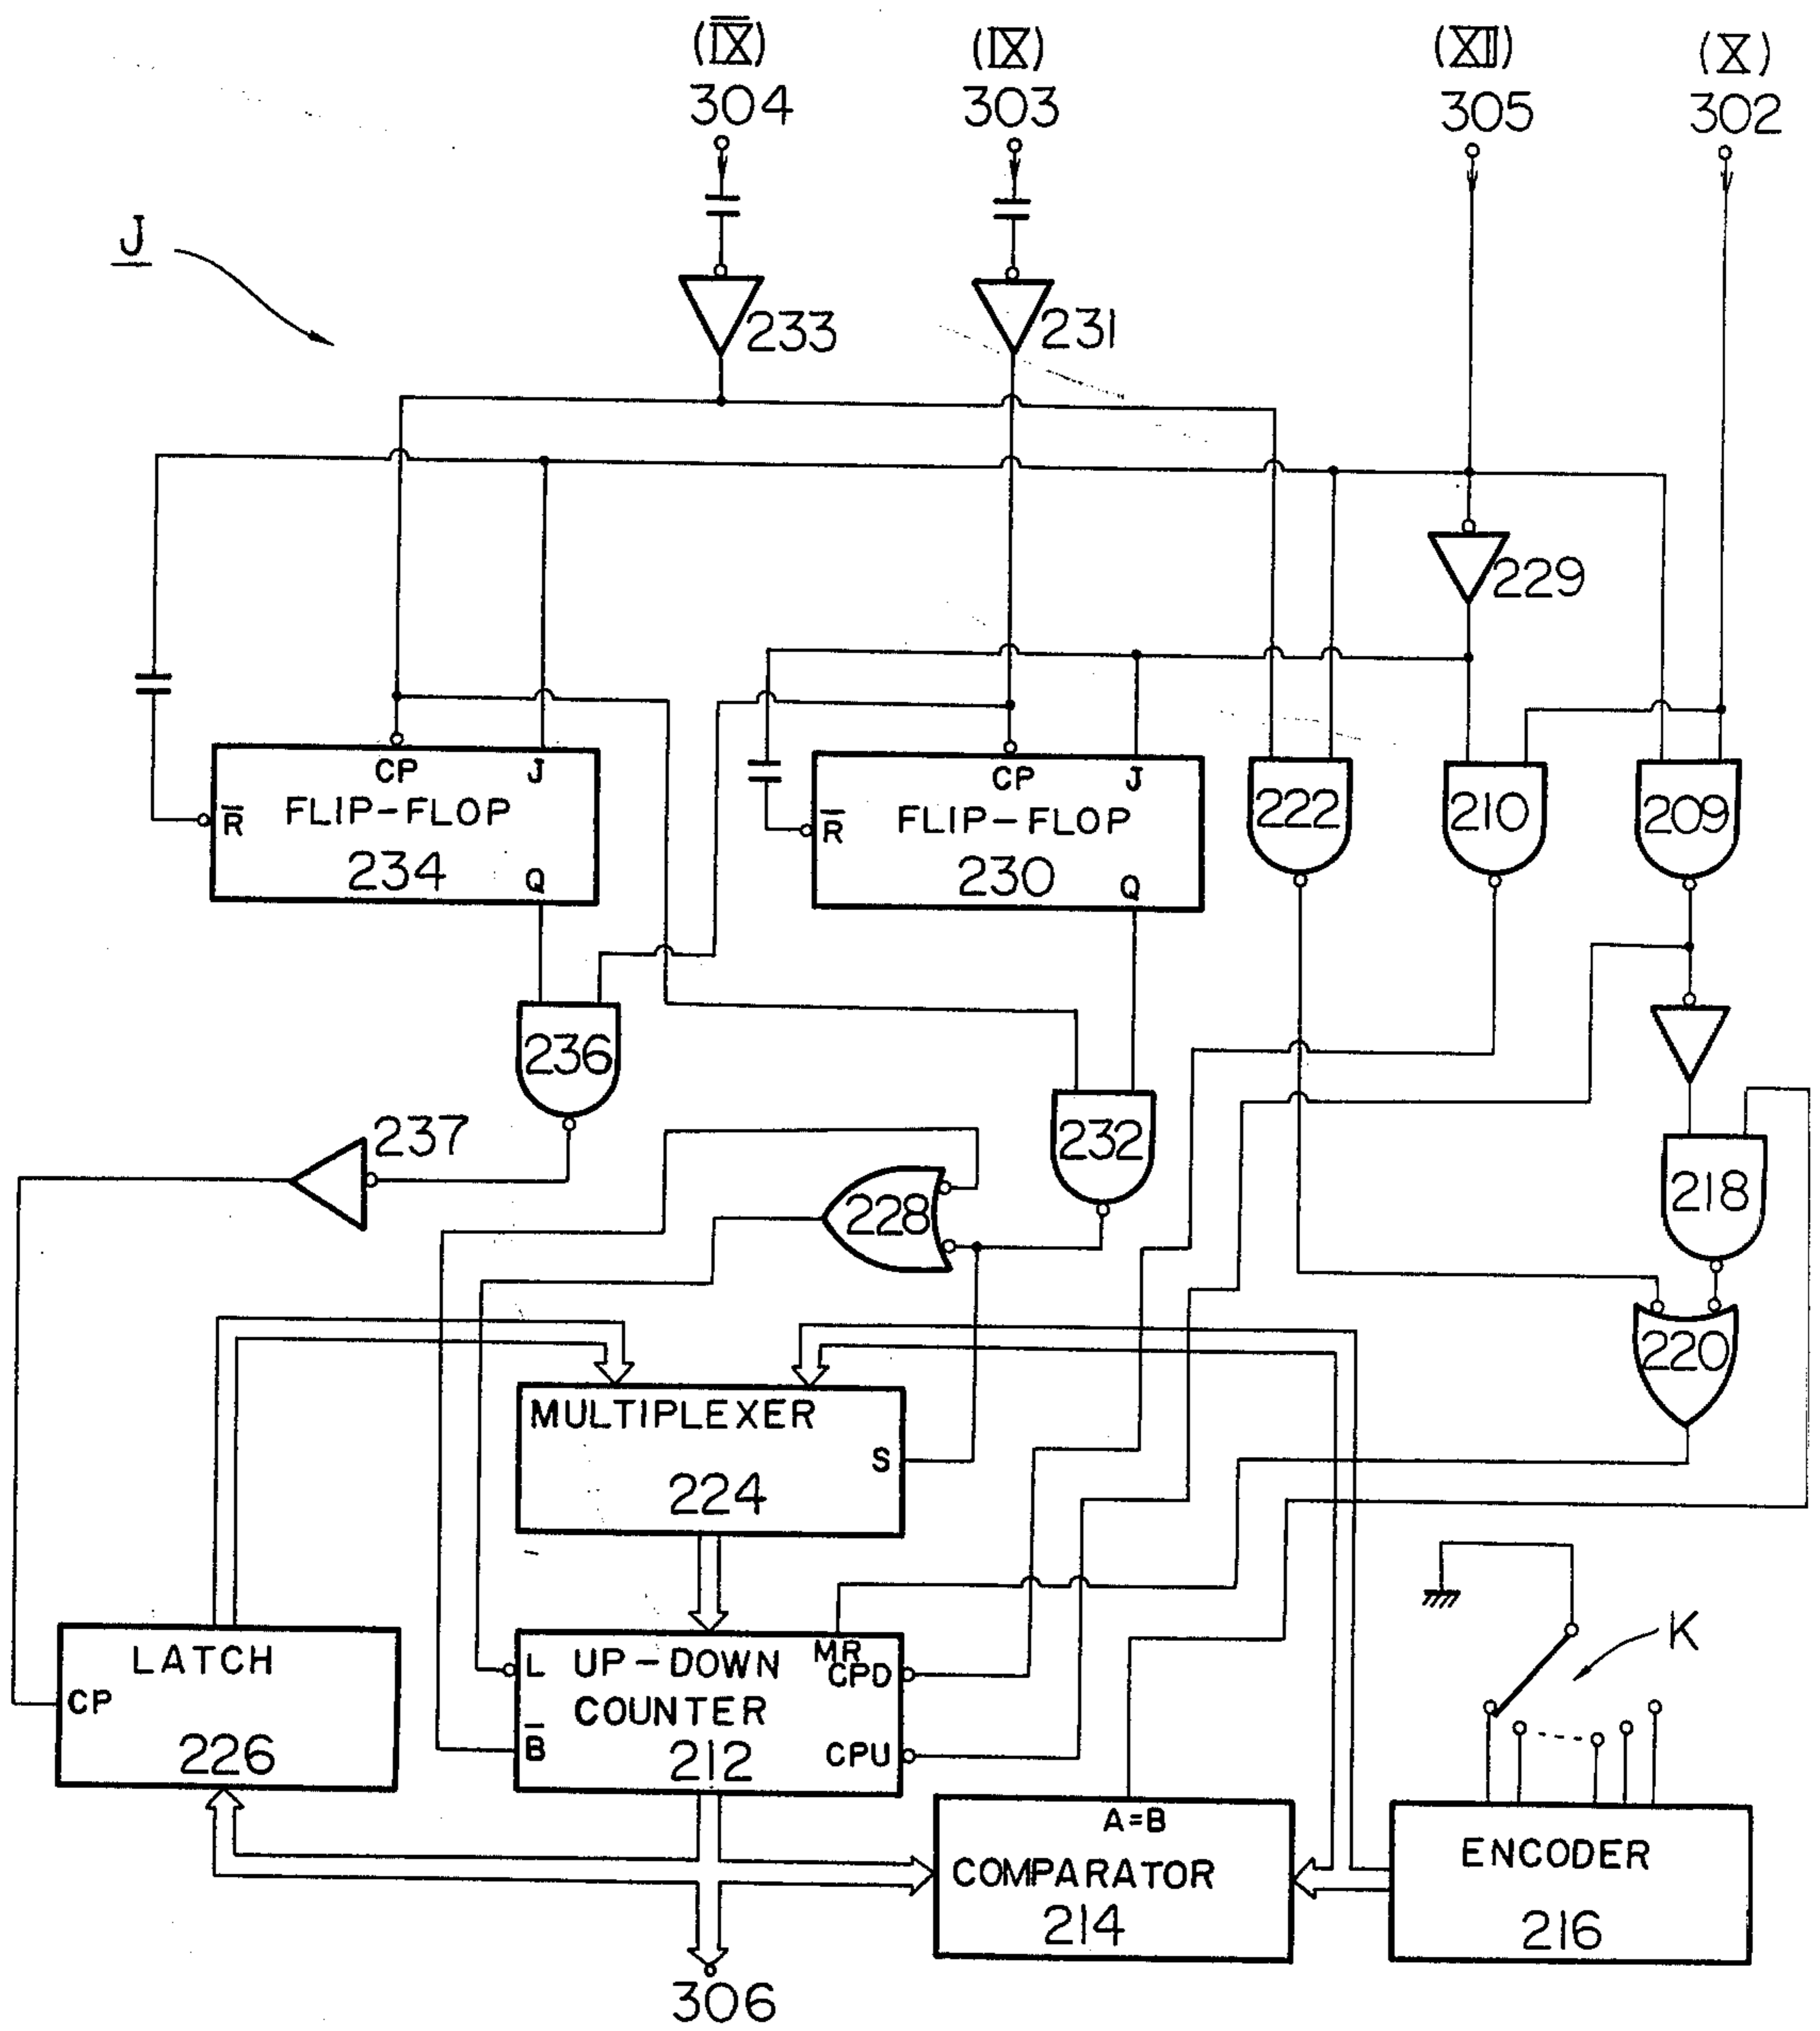 (I̅X̅) (IX) (XII) (X)
304 303 305 302
J
233 231
229
CP J
R̅ FLIP-FLOP
234 Q
CP J
R̅ FLIP-FLOP
230 Q
222 210 209
236
232
237
228
218
220
MULTIPLEXER
S
224
K
LATCH
CP
226
L UP-DOWN MR
CPD
COUNTER
B̅ 212 CPU
A=B
COMPARATOR
214
ENCODER
216
306